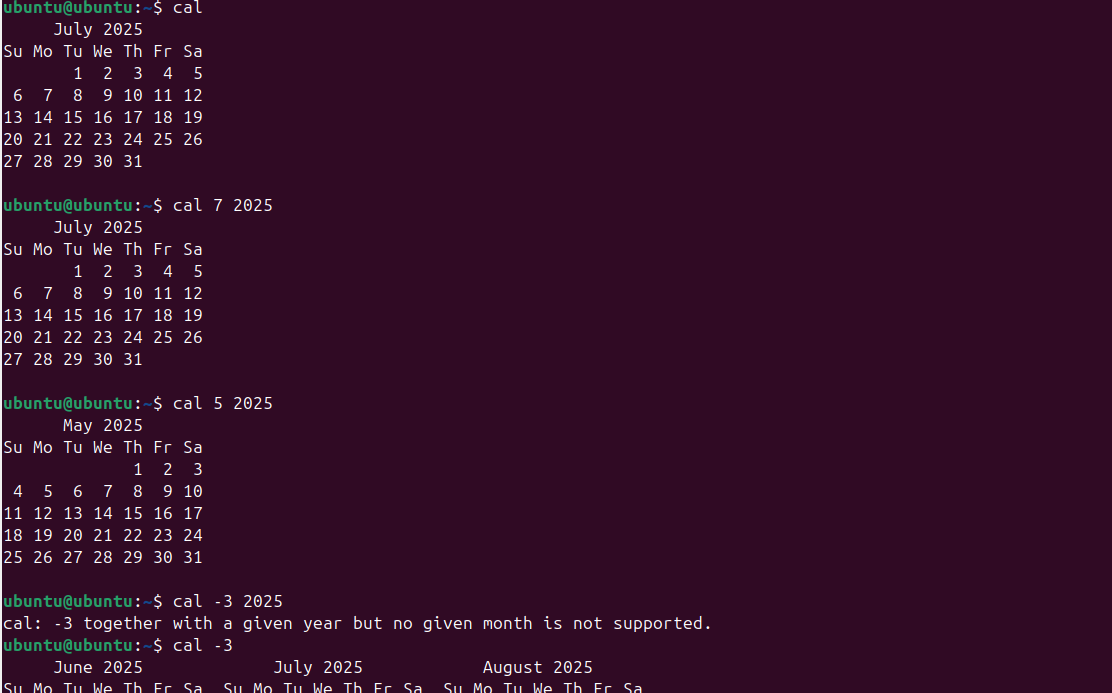 ubuntu@ubuntu:~$ cal
     July 2025
Su Mo Tu We Th Fr Sa
       1  2  3  4  5
 6  7  8  9 10 11 12
13 14 15 16 17 18 19
20 21 22 23 24 25 26
27 28 29 30 31
ubuntu@ubuntu:~$ cal 7 2025
     July 2025
Su Mo Tu We Th Fr Sa
       1  2  3  4  5
 6  7  8  9 10 11 12
13 14 15 16 17 18 19
20 21 22 23 24 25 26
27 28 29 30 31
ubuntu@ubuntu:~$ cal 5 2025
      May 2025
Su Mo Tu We Th Fr Sa
             1  2  3
 4  5  6  7  8  9 10
11 12 13 14 15 16 17
18 19 20 21 22 23 24
25 26 27 28 29 30 31
ubuntu@ubuntu:~$ cal -3 2025
cal: -3 together with a given year but no given month is not supported.
ubuntu@ubuntu:~$ cal -3
     June 2025             July 2025            August 2025
Su Mo Tu We Th Fr Sa  Su Mo Tu We Th Fr Sa  Su Mo Tu We Th Fr Sa